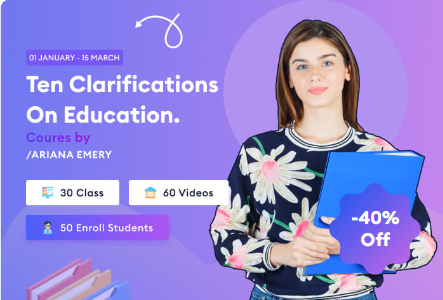 01 JANUARY - 15 MARCH
Ten Clarifications
On Education.
Coures by
/ARIANA EMERY
30 Class
60 Videos
50 Enroll Students
-40%
Off